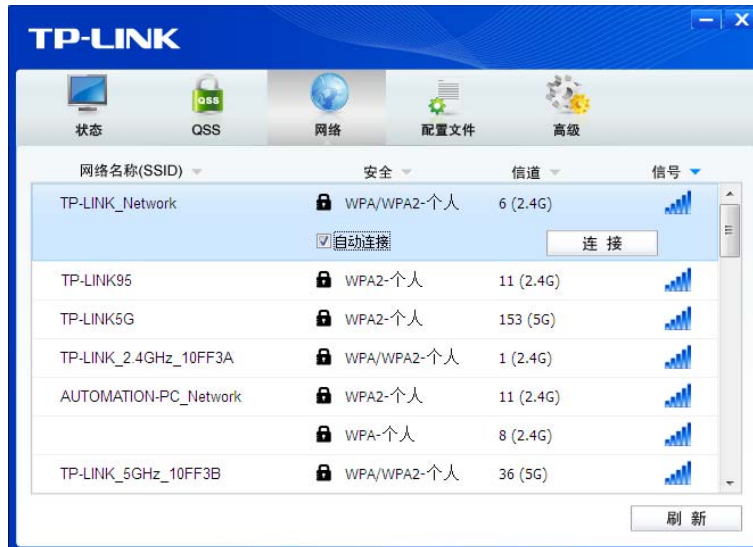 TP-LINK
QSS
状态 QSS 网络 配置文件 高级
网络名称(SSID) 安全 信道 信号
TP-LINK_Network WPA/WPA2-个人 6 (2.4G)
自动连接 连 接
TP-LINK95 WPA2-个人 11 (2.4G)
TP-LINK5G WPA2-个人 153 (5G)
TP-LINK_2.4GHz_10FF3A WPA/WPA2-个人 1 (2.4G)
AUTOMATION-PC_Network WPA2-个人 11 (2.4G)
WPA-个人 8 (2.4G)
TP-LINK_5GHz_10FF3B WPA/WPA2-个人 36 (5G)
刷 新